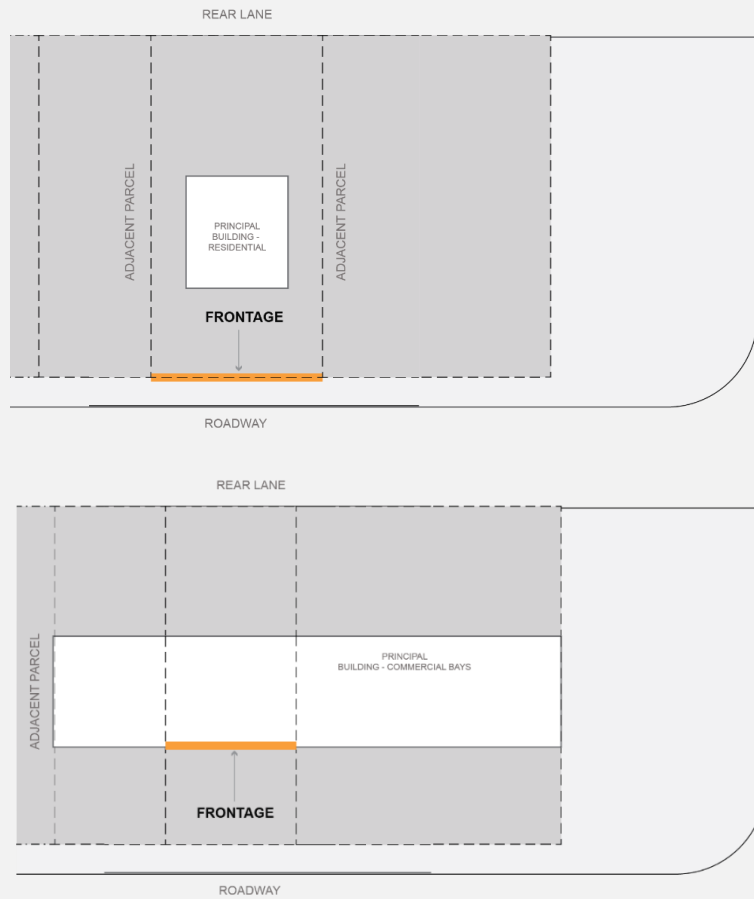 REAR LANE
ADJACENT PARCEL
ADJACENT PARCEL
PRINCIPAL
BUILDING -
RESIDENTIAL
FRONTAGE
ROADWAY
REAR LANE
ADJACENT PARCEL
PRINCIPAL
BUILDING - COMMERCIAL BAYS
FRONTAGE
ROADWAY